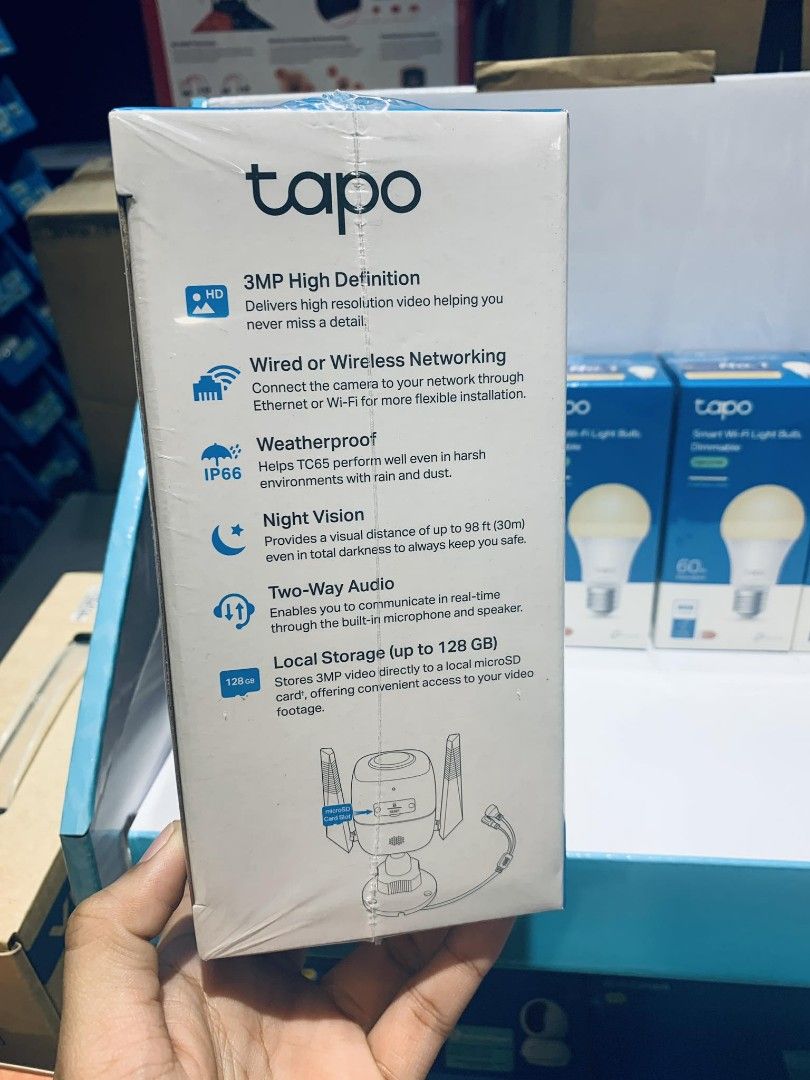 tapo
HD
3MP High Definition
Delivers high resolution video helping you
never miss a detail.
Wired or Wireless Networking
Connect the camera to your network through
Ethernet or Wi-Fi for more flexible installation.
IP66
Weatherproof
Helps TC65 perform well even in harsh
environments with rain and dust.
Night Vision
Provides a visual distance of up to 98 ft (30m)
even in total darkness to always keep you safe.
Two-Way Audio
Enables you to communicate in real-time
through the built-in microphone and speaker.
128 GB
Local Storage (up to 128 GB)
Stores 3MP video directly to a local microSD
card†, offering convenient access to your video
footage.
microSD
Card Slot
tapo
Smart Wi-Fi Light Bulb,
Dimmable
60
Wi-Fi Light Bulb,